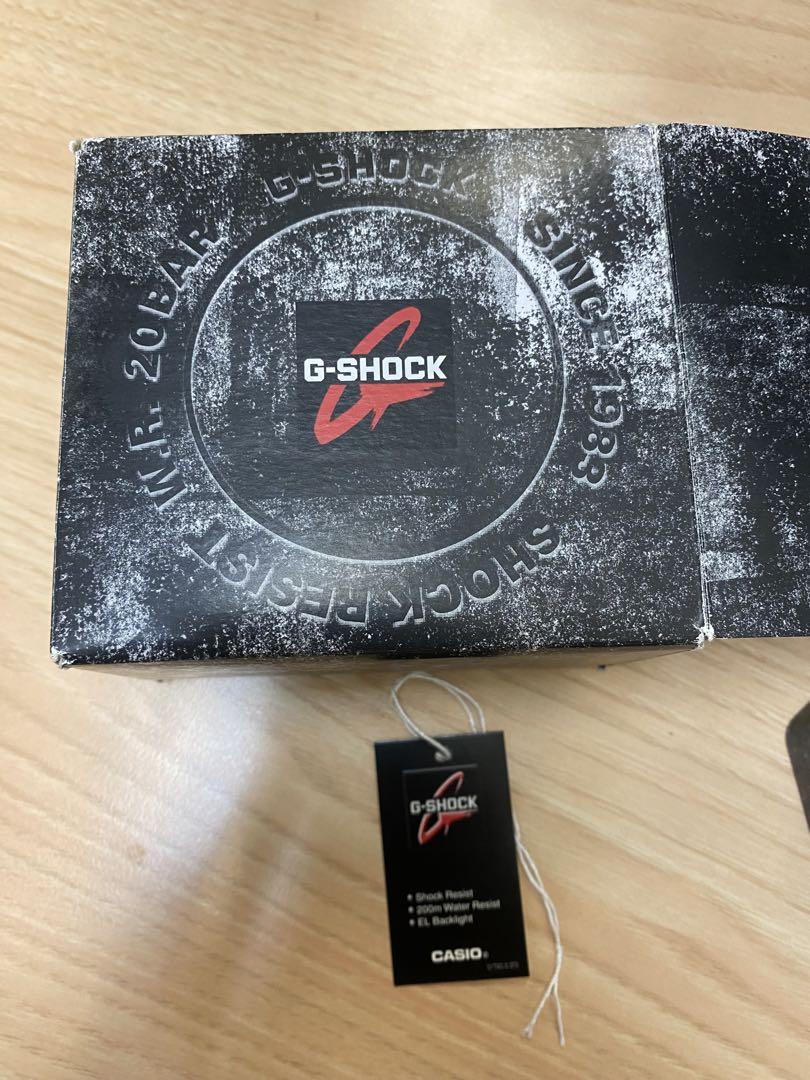 G-SHOCK
SINCE 1983
SHOCK RESIST
W.R. 20BAR
G-SHOCK
G-SHOCK
• Shock Resist
• 200m Water Resist
• EL Backlight
CASIO®